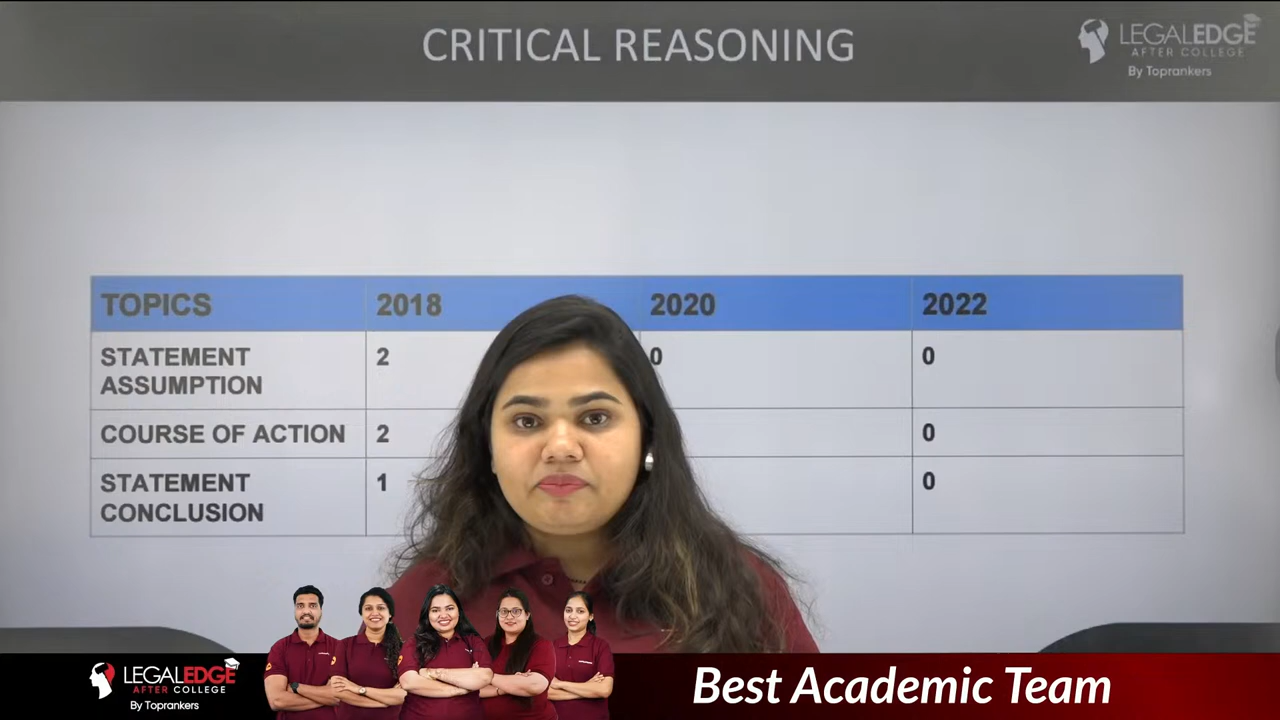 CRITICAL REASONING
LEGALEDGE
AFTER COLLEGE
By Toprankers
TOPICS 2018 2020 2022
STATEMENT ASSUMPTION 2 0 0
COURSE OF ACTION 2 0
STATEMENT CONCLUSION 1 0
LEGALEDGE
AFTER COLLEGE
By Toprankers
Best Academic Team